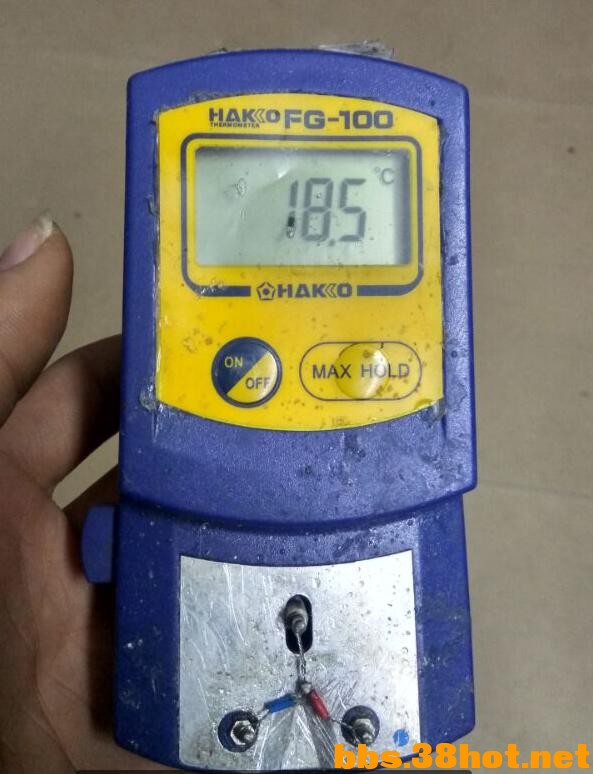 HAKKO FG-100
THERMOMETER
°C
18.5
HAKKO
ON
OFF
MAX HOLD
bbs.38hot.net